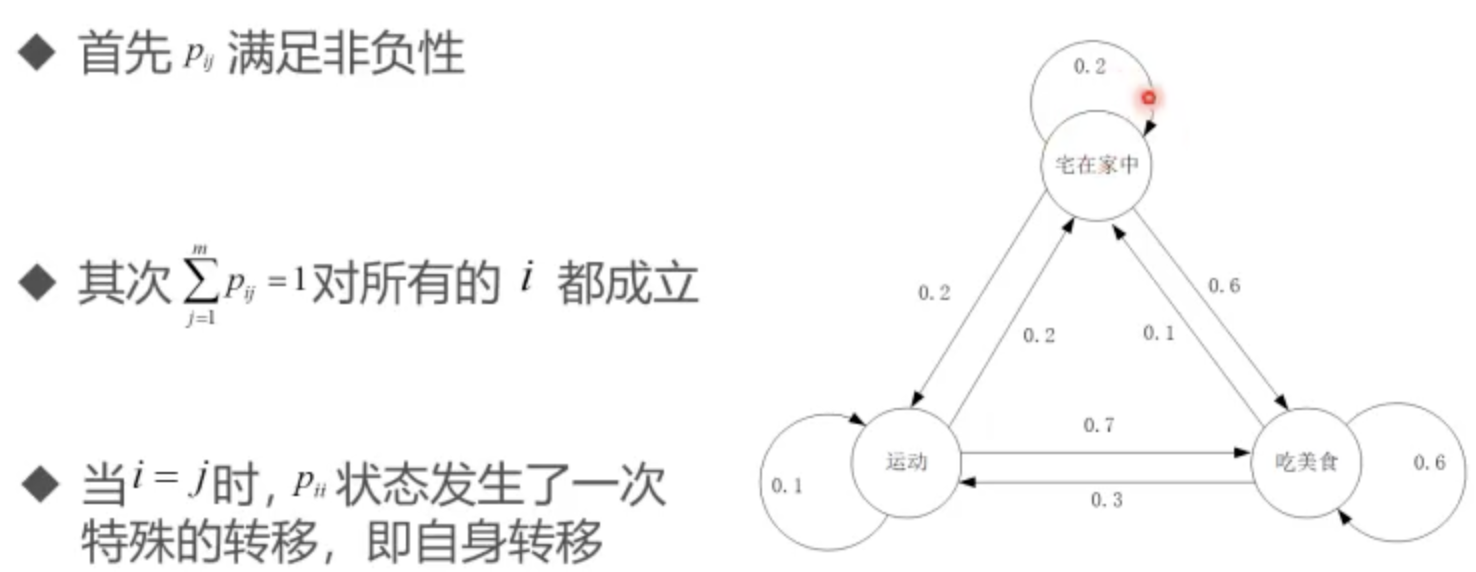 ◆ 首先 p_{ij} 满足非负性
◆ 其次 \sum_{j=1}^{m} p_{ij} = 1 对所有的 i 都成立
◆ 当 i = j 时, p_{ii} 状态发生了一次
特殊的转移，即自身转移
0.2
宅在家中
0.2
0.6
0.2
0.1
0.7
运动
吃美食
0.6
0.1
0.3